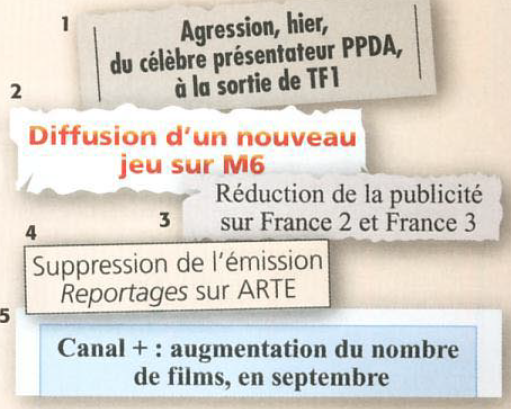 1
Agression, hier,
du célèbre présentateur PPDA,
à la sortie de TF1
2
Diffusion d'un nouveau
jeu sur M6
3
Réduction de la publicité
sur France 2 et France 3
4
Suppression de l'émission
Reportages sur ARTE
5
Canal + : augmentation du nombre
de films, en septembre